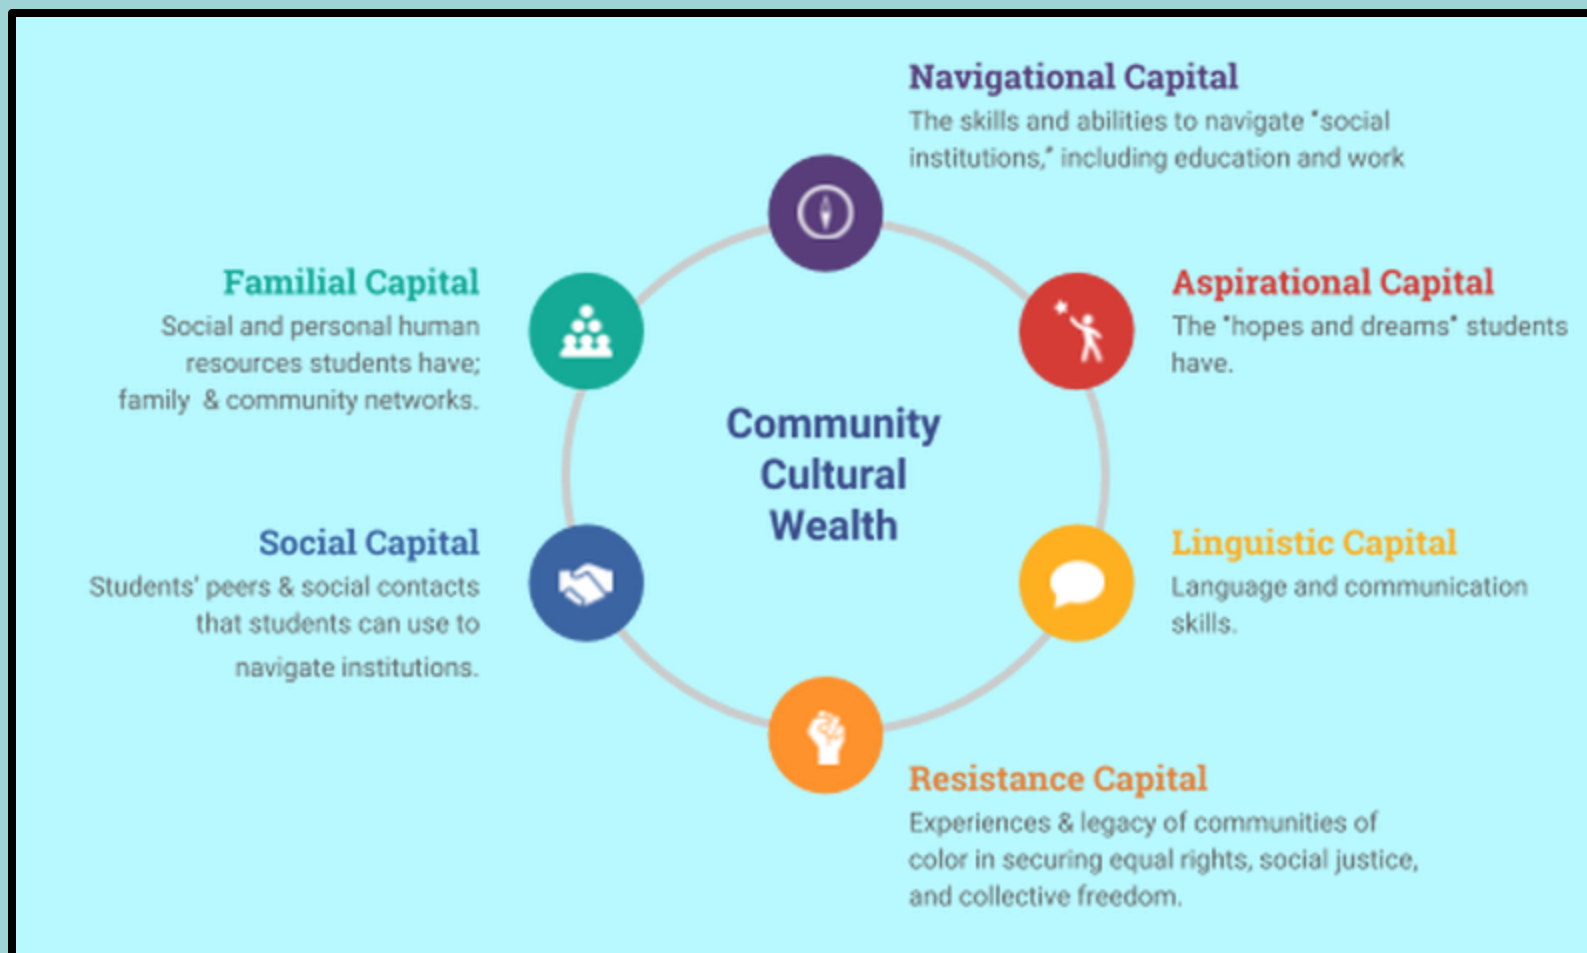 Navigational Capital
The skills and abilities to navigate "social
institutions," including education and work
Familial Capital
Social and personal human
resources students have;
family & community networks.
Aspirational Capital
The "hopes and dreams" students
have.
Community
Cultural
Wealth
Social Capital
Students' peers & social contacts
that students can use to
navigate institutions.
Linguistic Capital
Language and communication
skills.
Resistance Capital
Experiences & legacy of communities of
color in securing equal rights, social justice,
and collective freedom.